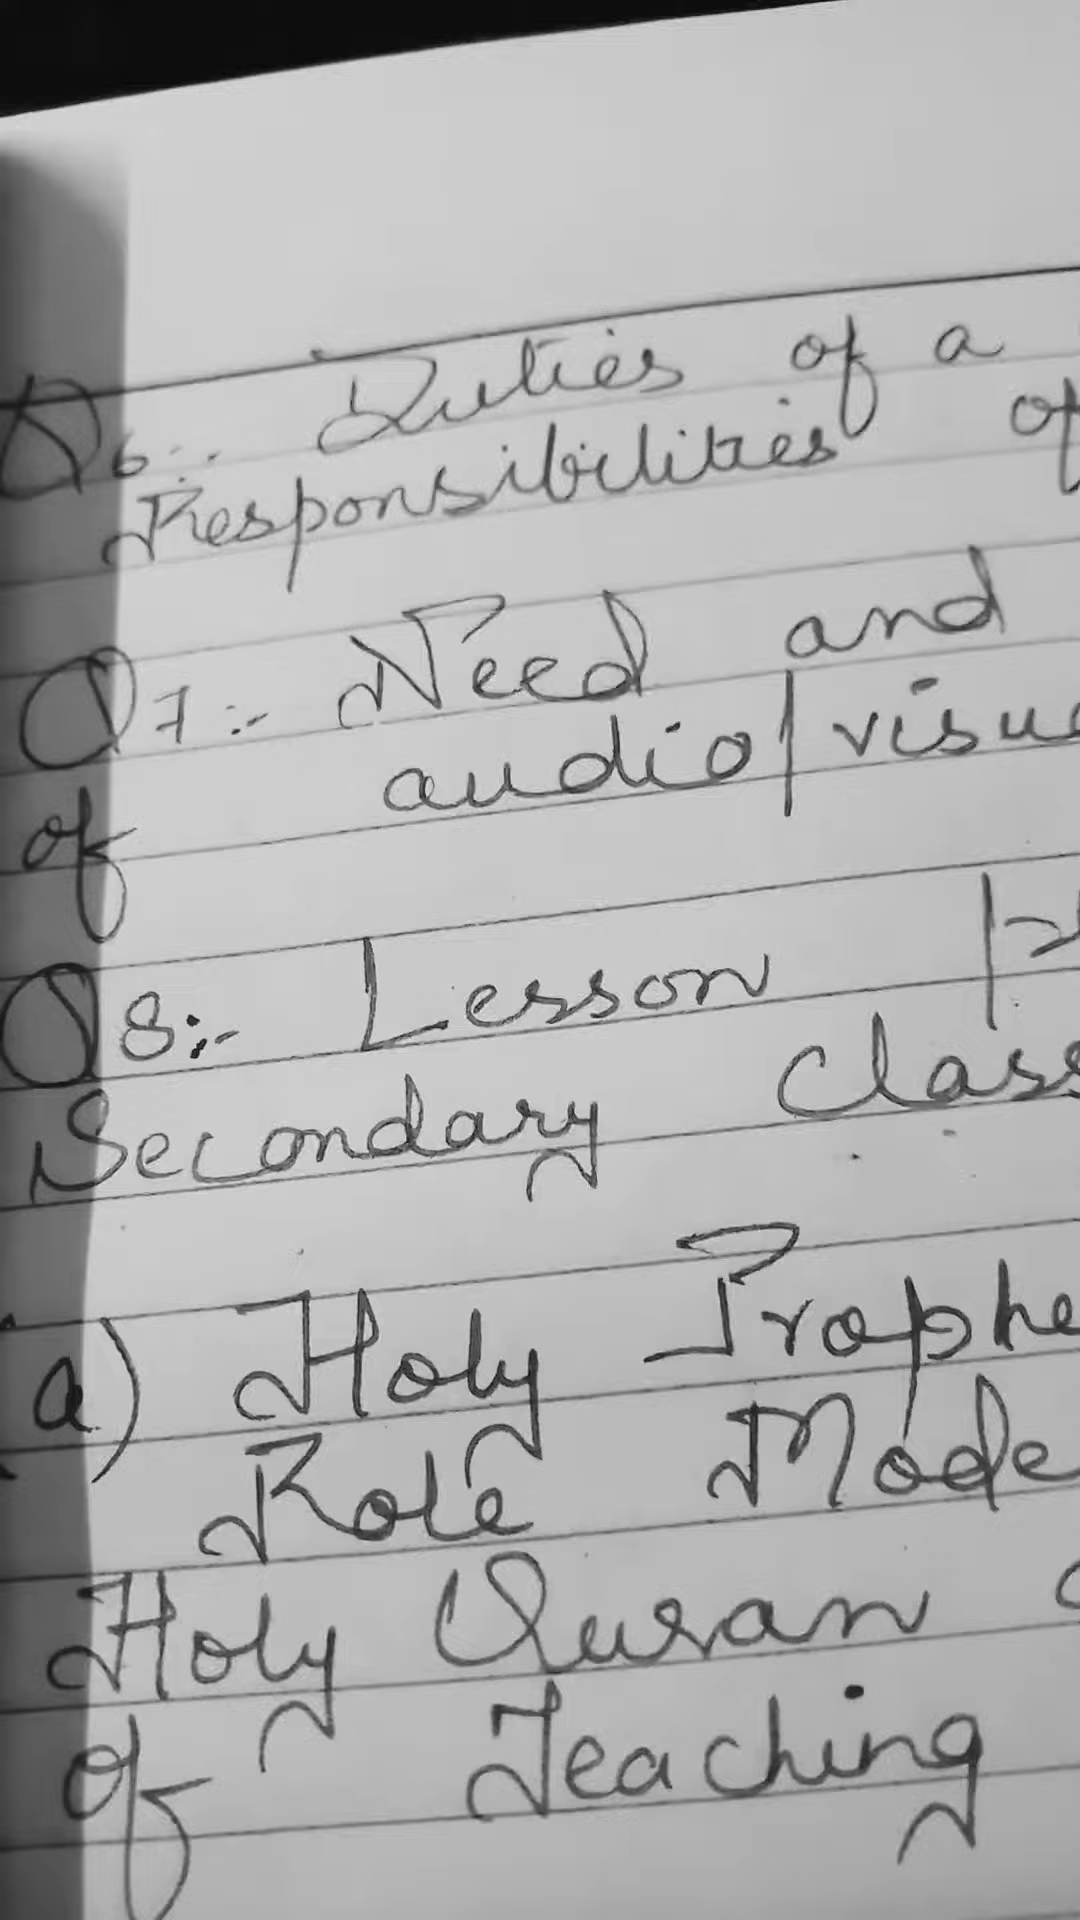 Q6:. Duties of a
Responsibilities of
Q7:- Need and
of audio/visu
Q8:- Lesson
Secondary Class
a) Holy Prophe
Role Mode
Holy Quran
of Teaching